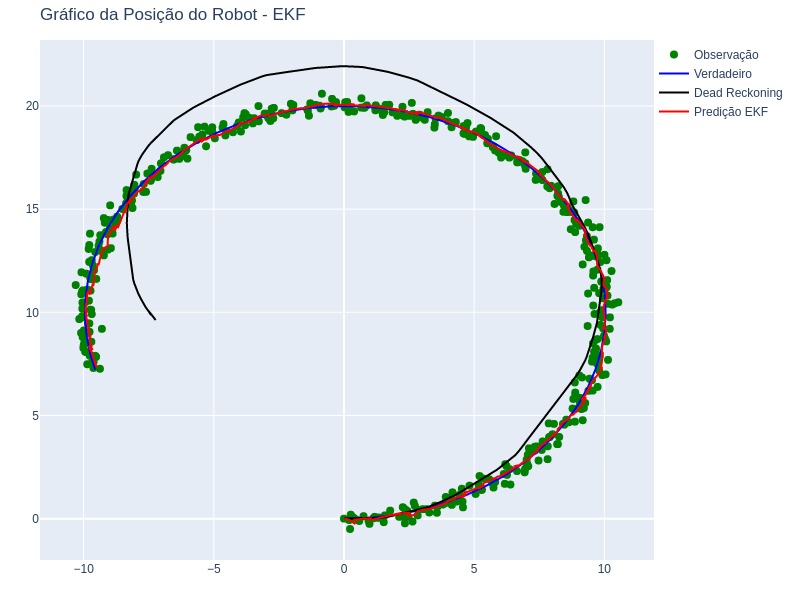 Gráfico da Posição do Robot - EKF
Observação
Verdadeiro
Dead Reckoning
Predição EKF
20
15
10
5
0
−10
−5
0
5
10